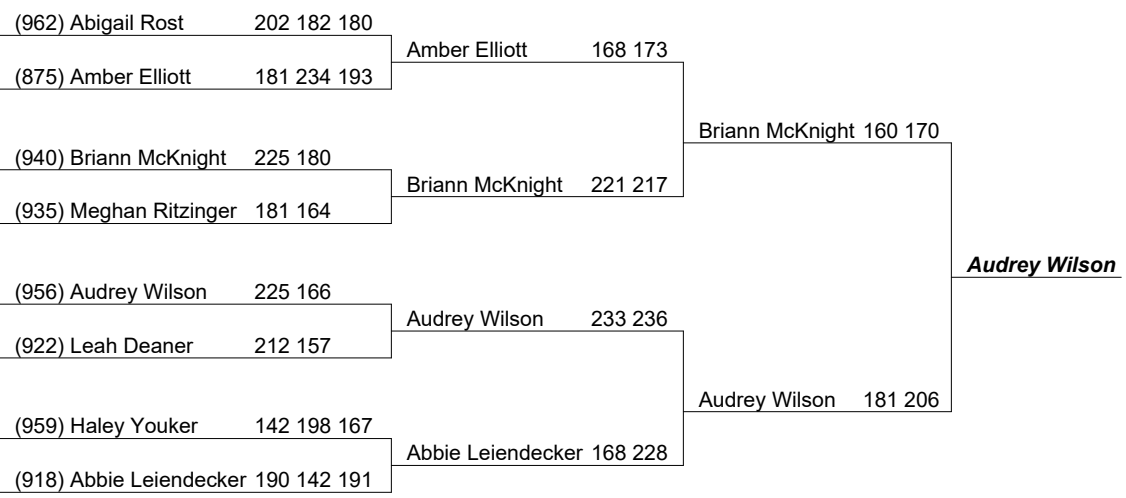 (962) Abigail Rost 202 182 180
Amber Elliott 168 173
(875) Amber Elliott 181 234 193
Briann McKnight 160 170
(940) Briann McKnight 225 180
Briann McKnight 221 217
(935) Meghan Ritzinger 181 164
Audrey Wilson
(956) Audrey Wilson 225 166
Audrey Wilson 233 236
(922) Leah Deaner 212 157
Audrey Wilson 181 206
(959) Haley Youker 142 198 167
Abbie Leiendecker 168 228
(918) Abbie Leiendecker 190 142 191